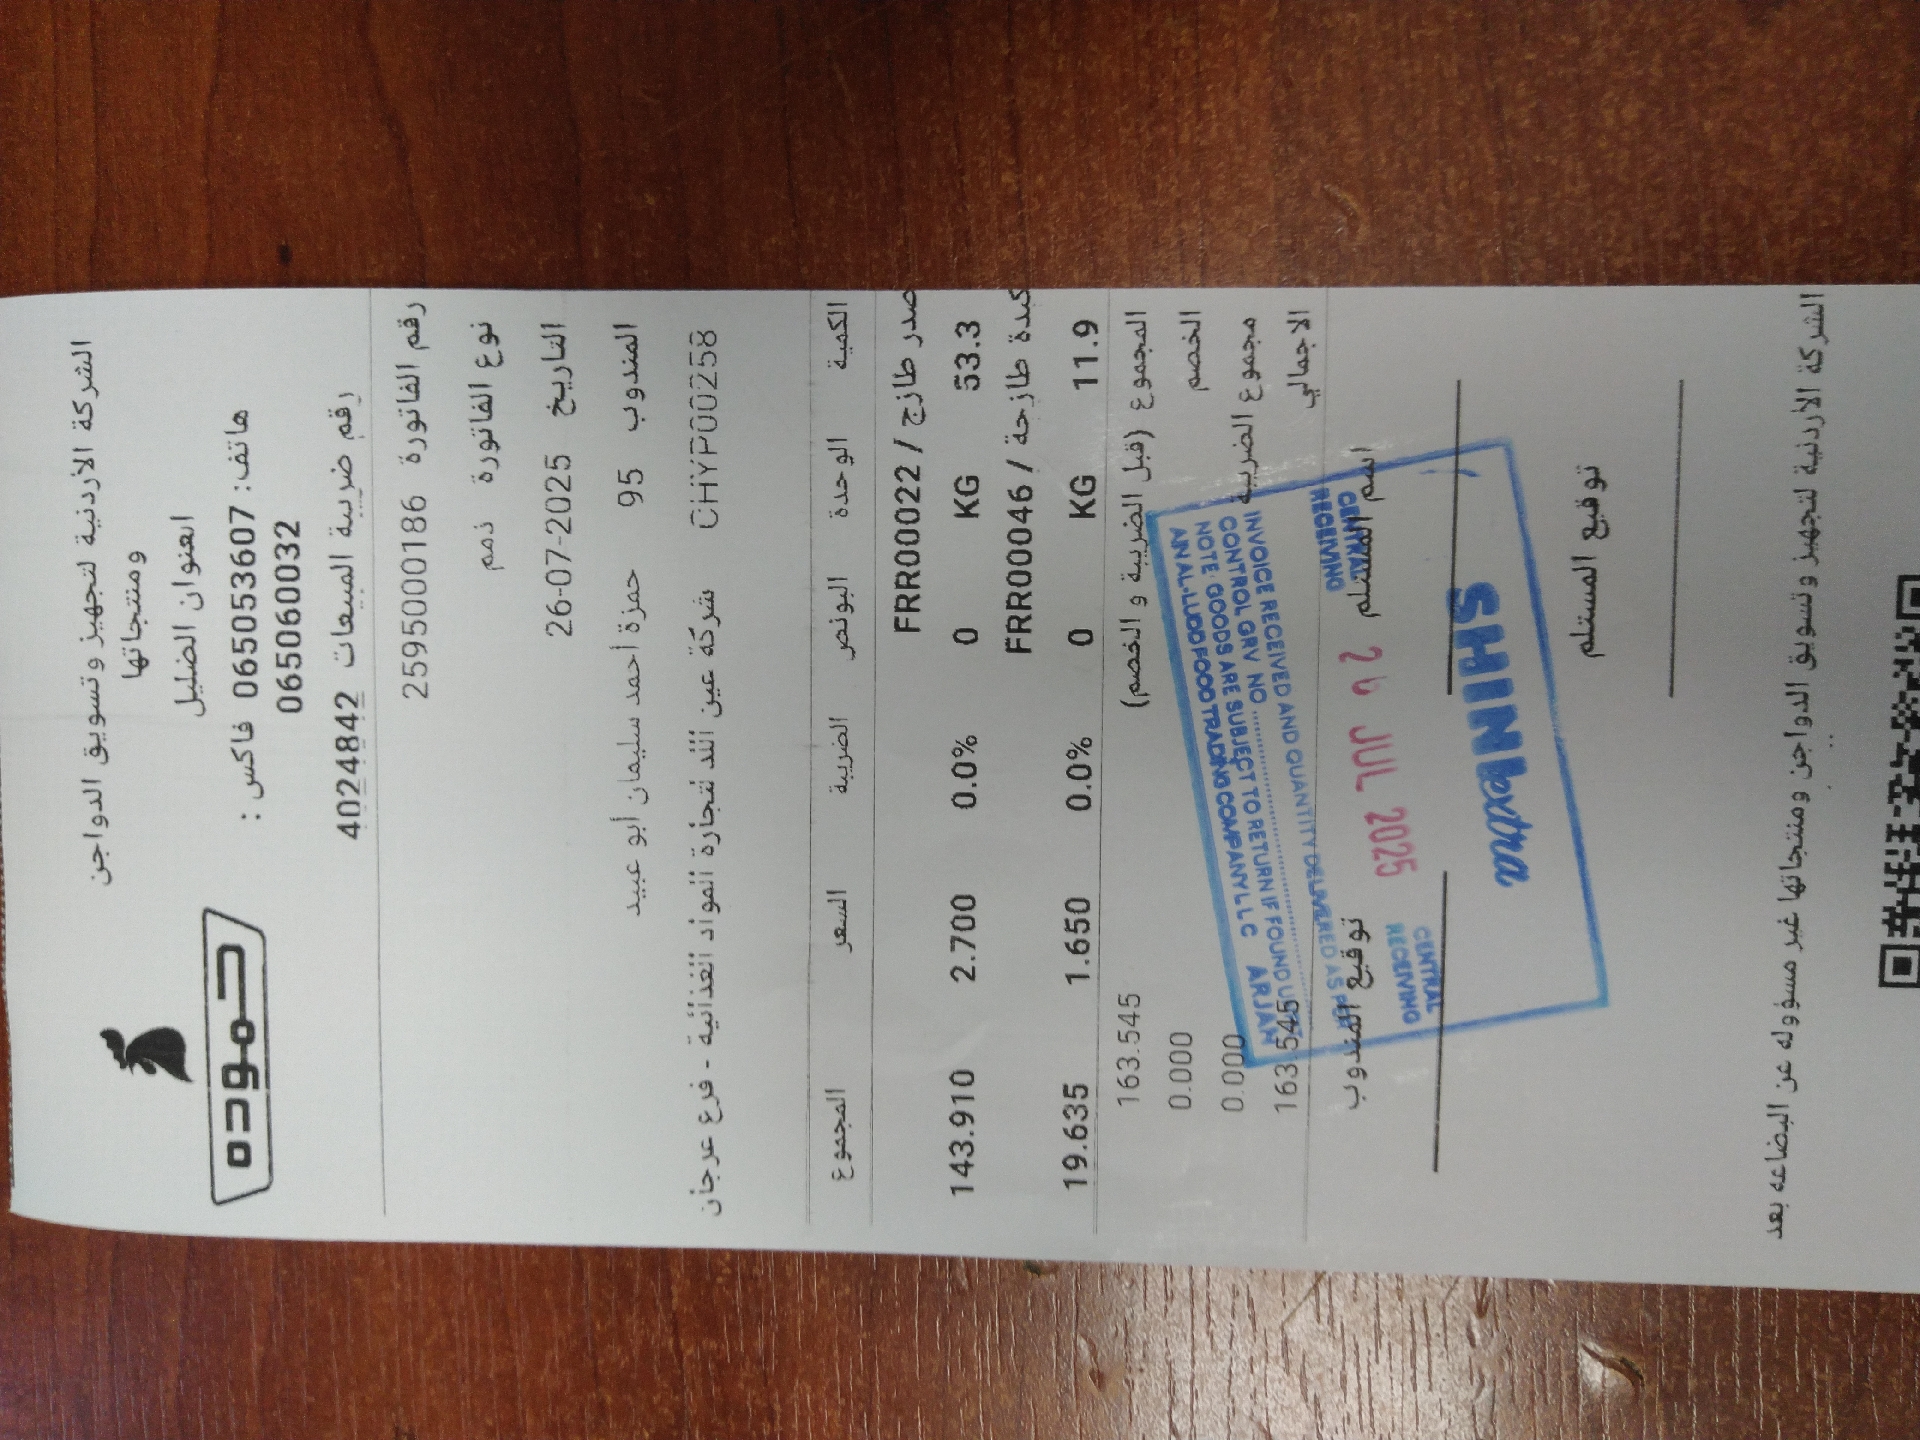 حموده
الشركة الأردنية لتجهيز وتسويق الدواجن
ومنتجاتها
العنوان الضليل
هاتف: 065053607 فاكس :
065060032
رقم ضريبة المبيعات 4024842
رقم الفاتورة 2595000186
نوع الفاتورة ذمم
التاريخ 26-07-2025
المندوب 95 حمزة أحمد سليمان أبو عبيد
CHYP00258 شركة عين اللد لتجارة المواد الغذائية - فرع عرجان
الكمية الوحدة البونص الضريبة السعر المجموع
FRR00022 / صدر طازج
53.3 KG 0 0.0% 2.700 143.910
FRR00046 / كبدة طازجة
11.9 KG 0 0.0% 1.650 19.635
المجموع (قبل الضريبة و الخصم) 163.545
الخصم 0.000
مجموع الضريبة 0.000
الاجمالي 163.545
AIN AL-LUDD FOOD TRADING COMPANY L L C ARJAN
NOTE: GOODS ARE SUBJECT TO RETURN IF FOUND
CONTROL GRV NO
INVOICE RECEIVED AND QUANTITY DELIVERED AS PER
CENTRAL
RECEIVING
26 JUL 2025
CENTRAL
RECEIVING
SHINextra
اسم المستلم توقيع المندوب
توقيع المستلم
الشركة الأردنية لتجهيز وتسويق الدواجن ومنتجاتها غير مسؤوله عن البضاعه بعد